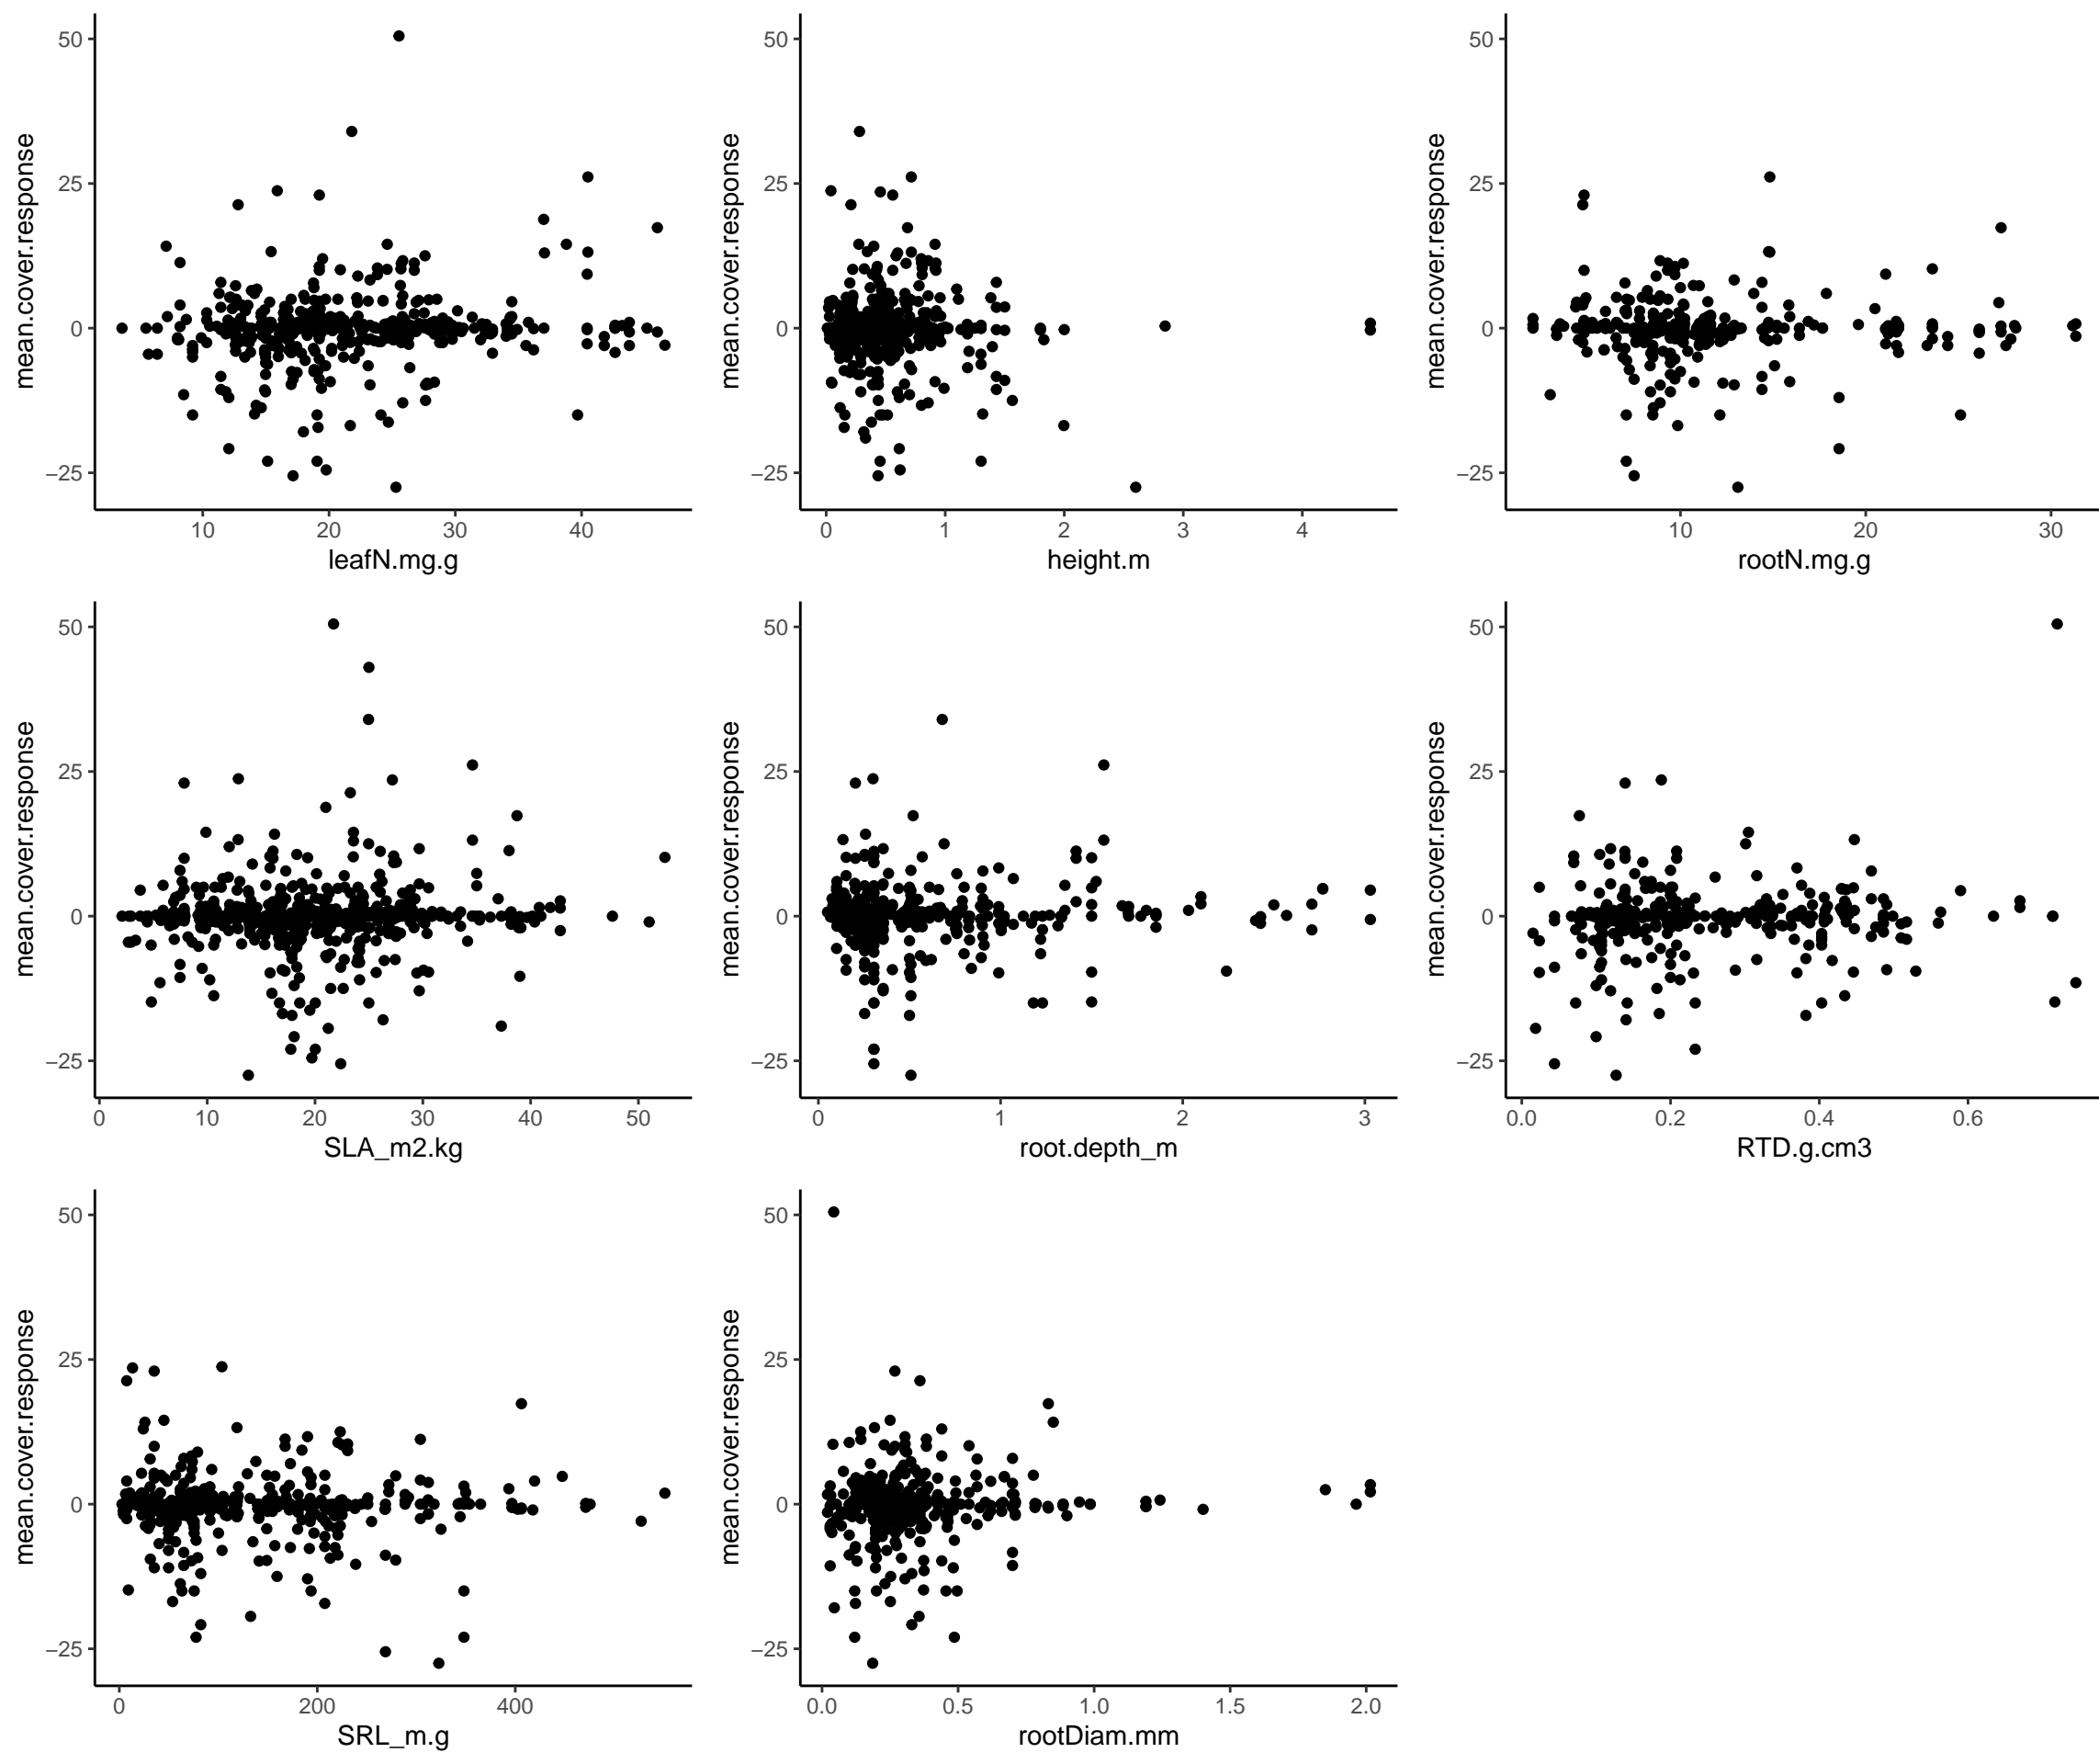 50
25
0
−25
mean.cover.response
10 20 30 40
leafN.mg.g
50
25
0
−25
mean.cover.response
0 1 2 3 4
height.m
50
25
0
−25
mean.cover.response
10 20 30
rootN.mg.g
50
25
0
−25
mean.cover.response
0 10 20 30 40 50
SLA_m2.kg
50
25
0
−25
mean.cover.response
0 1 2 3
root.depth_m
50
25
0
−25
mean.cover.response
0.0 0.2 0.4 0.6
RTD.g.cm3
50
25
0
−25
mean.cover.response
0 200 400
SRL_m.g
50
25
0
−25
mean.cover.response
0.0 0.5 1.0 1.5 2.0
rootDiam.mm